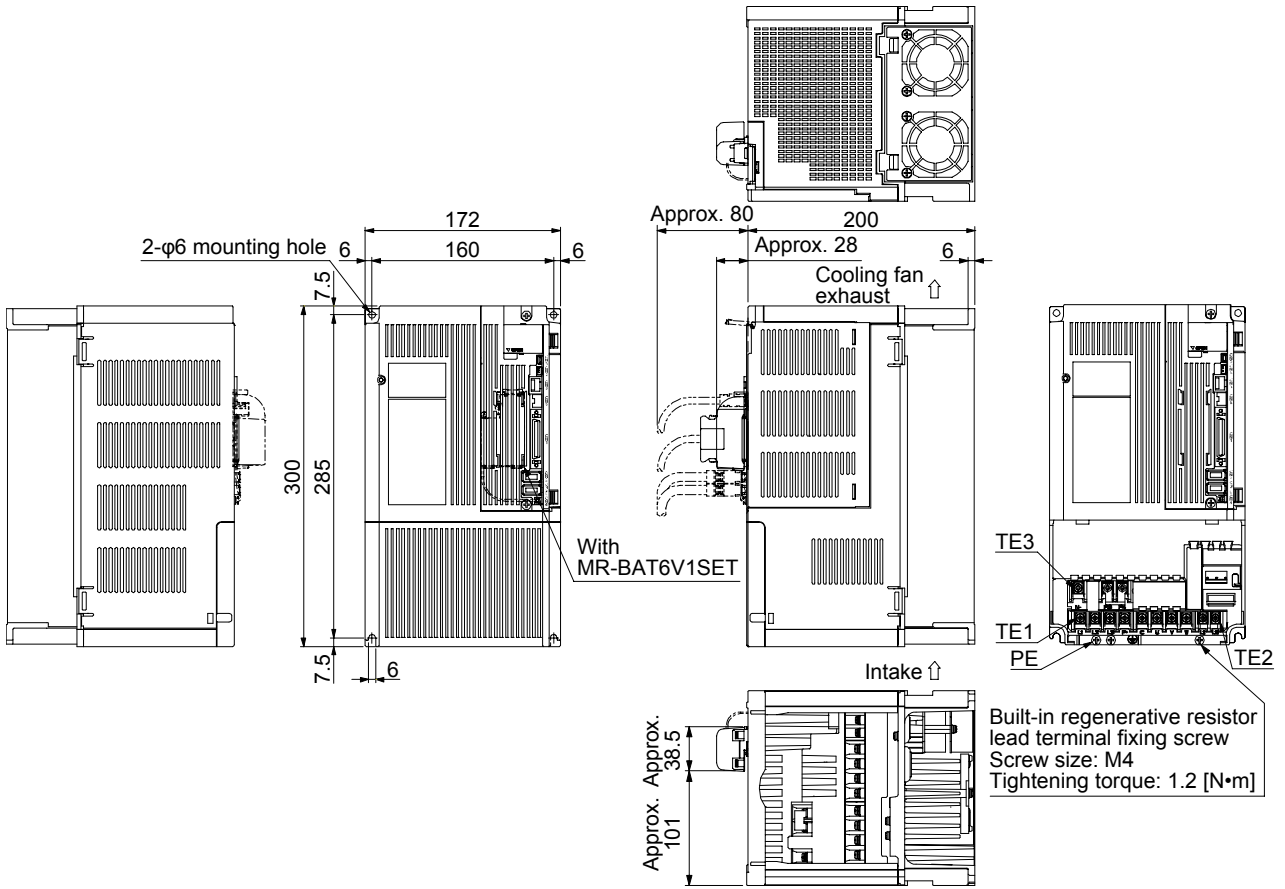 172
Approx. 80
200
2-φ6 mounting hole
6
160
6
Approx. 28
6
7.5
Cooling fan
exhaust
300
285
With
MR-BAT6V1SET
TE3
TE1
PE
TE2
7.5
6
Intake
Built-in regenerative resistor
lead terminal fixing screw
Screw size: M4
Tightening torque: 1.2 [N•m]
Approx.
38.5
Approx.
101